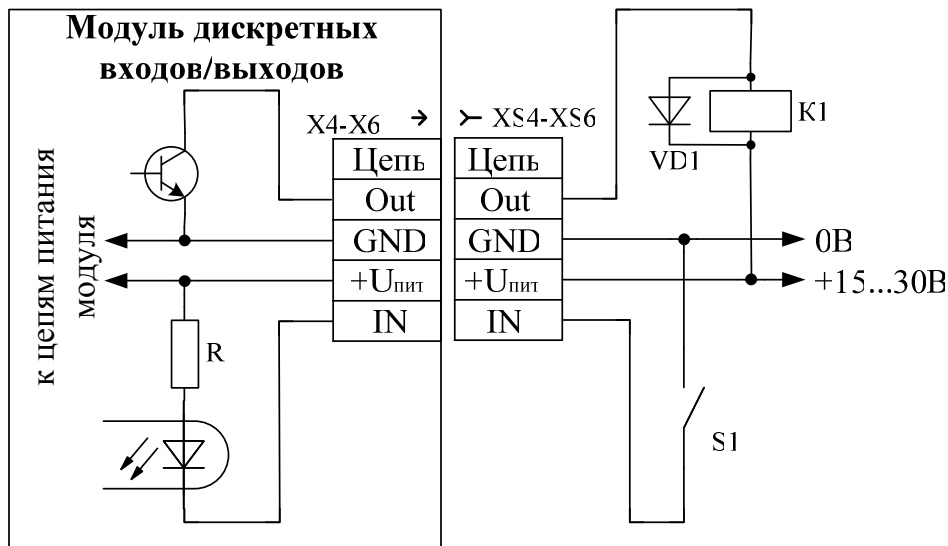 Модуль дискретных
входов/выходов
к цепям питания
модуля
X4-X6
Цепь
Out
GND
+Uпит
IN
R
XS4-XS6
Цепь
Out
GND
+Uпит
IN
VD1
K1
0В
+15...30В
S1